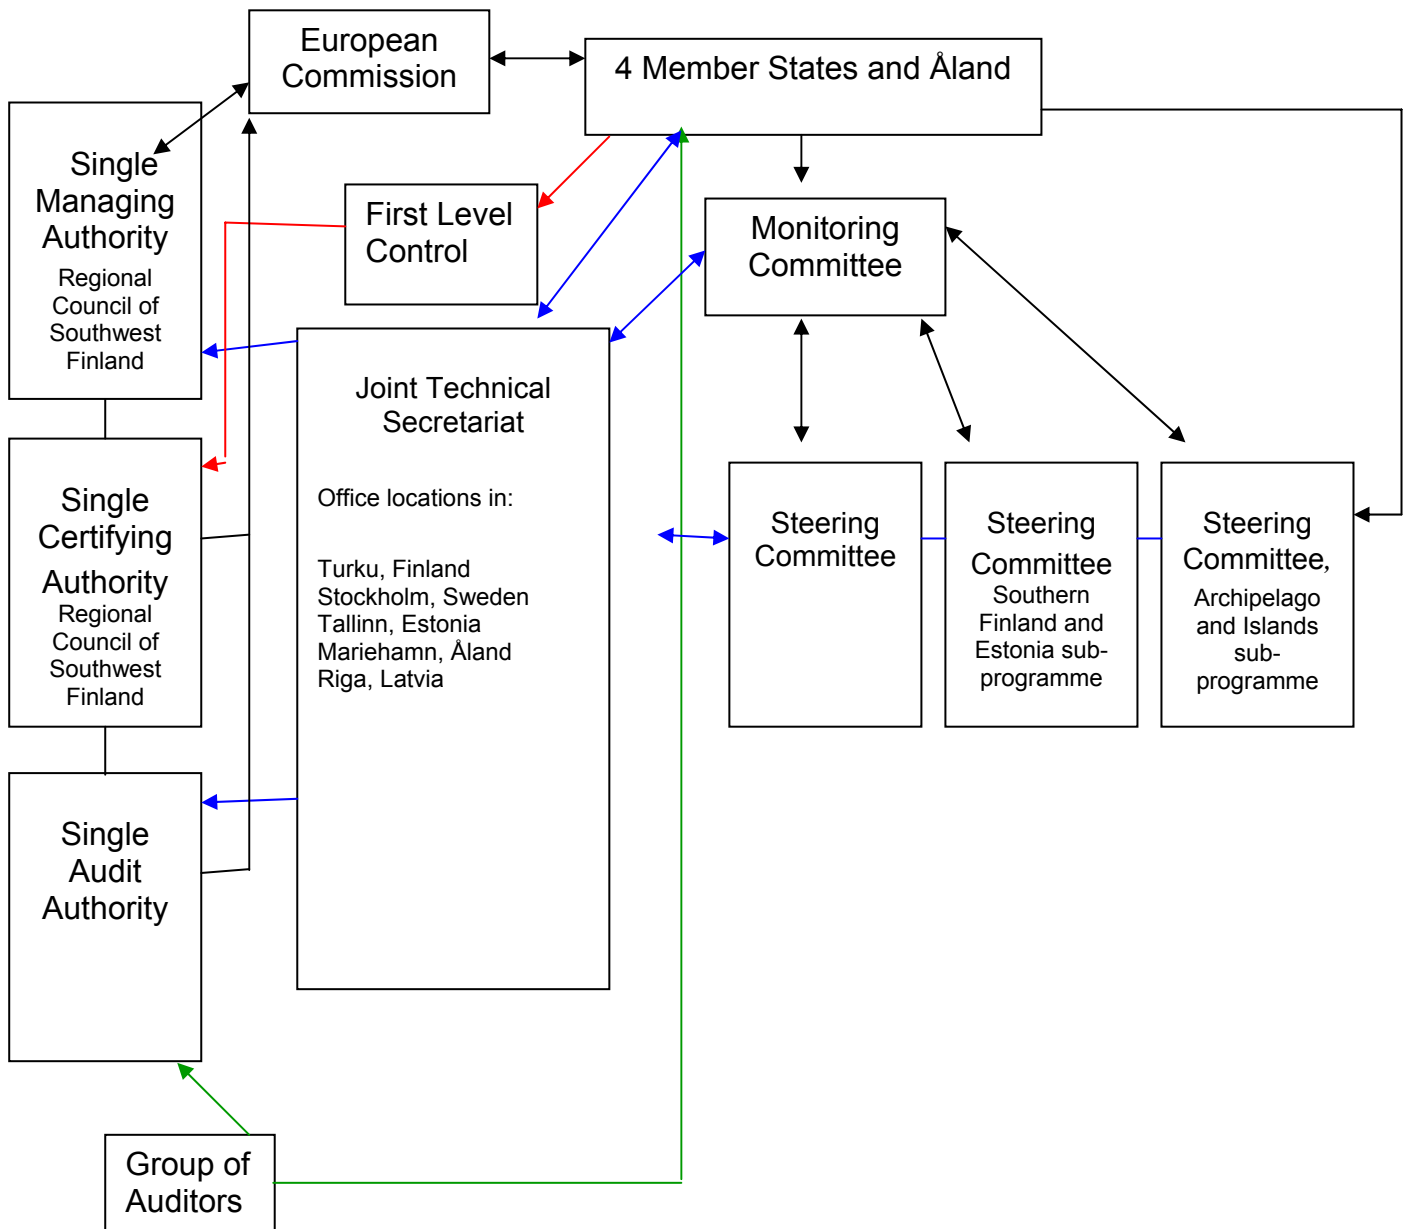 European
Commission
4 Member States and Åland
Single
Managing
Authority
Regional
Council of
Southwest
Finland
First Level
Control
Monitoring
Committee
Joint Technical
Secretariat
Office locations in:
Turku, Finland
Stockholm, Sweden
Tallinn, Estonia
Mariehamn, Åland
Riga, Latvia
Single
Certifying
Authority
Regional
Council of
Southwest
Finland
Steering
Committee
Steering
Committee
Southern
Finland and
Estonia sub-
programme
Steering
Committee,
Archipelago
and Islands
sub-
programme
Single
Audit
Authority
Group of
Auditors